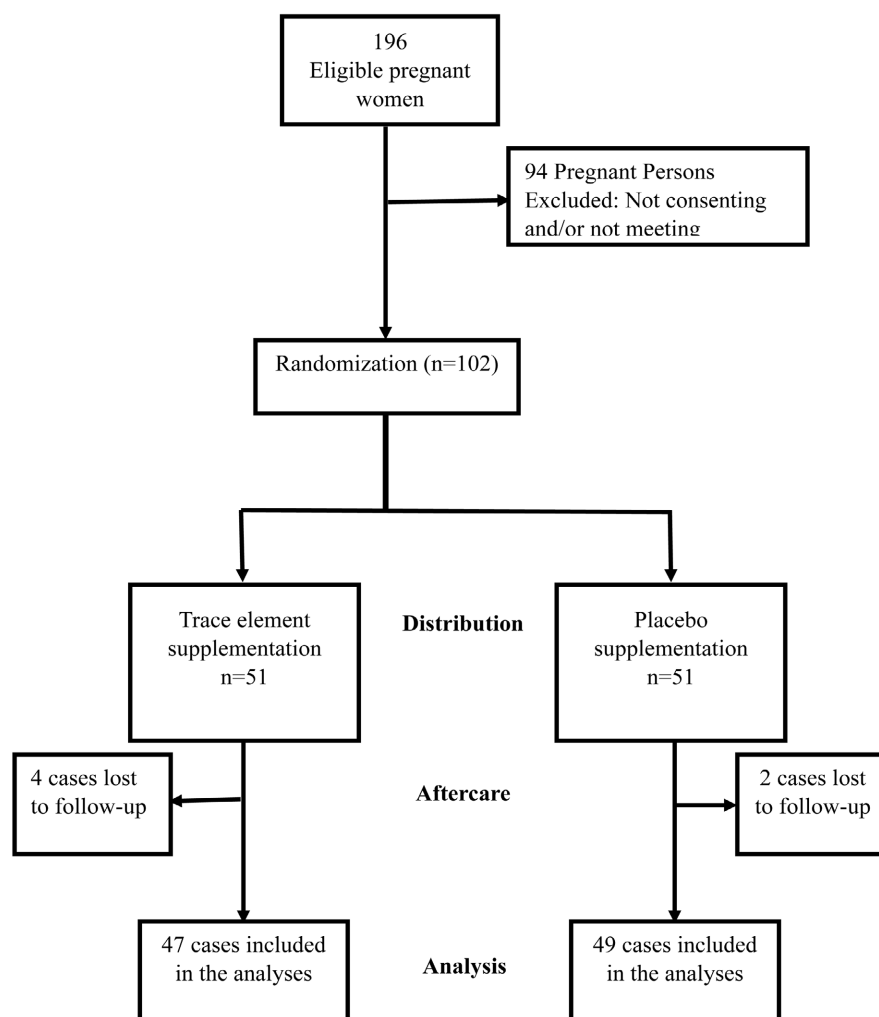 196
Eligible pregnant
women
94 Pregnant Persons
Excluded: Not consenting
and/or not meeting
Randomization (n=102)
Trace element
supplementation
n=51
Distribution
Placebo
supplementation
n=51
4 cases lost
to follow-up
Aftercare
2 cases lost
to follow-up
47 cases included
in the analyses
Analysis
49 cases included
in the analyses